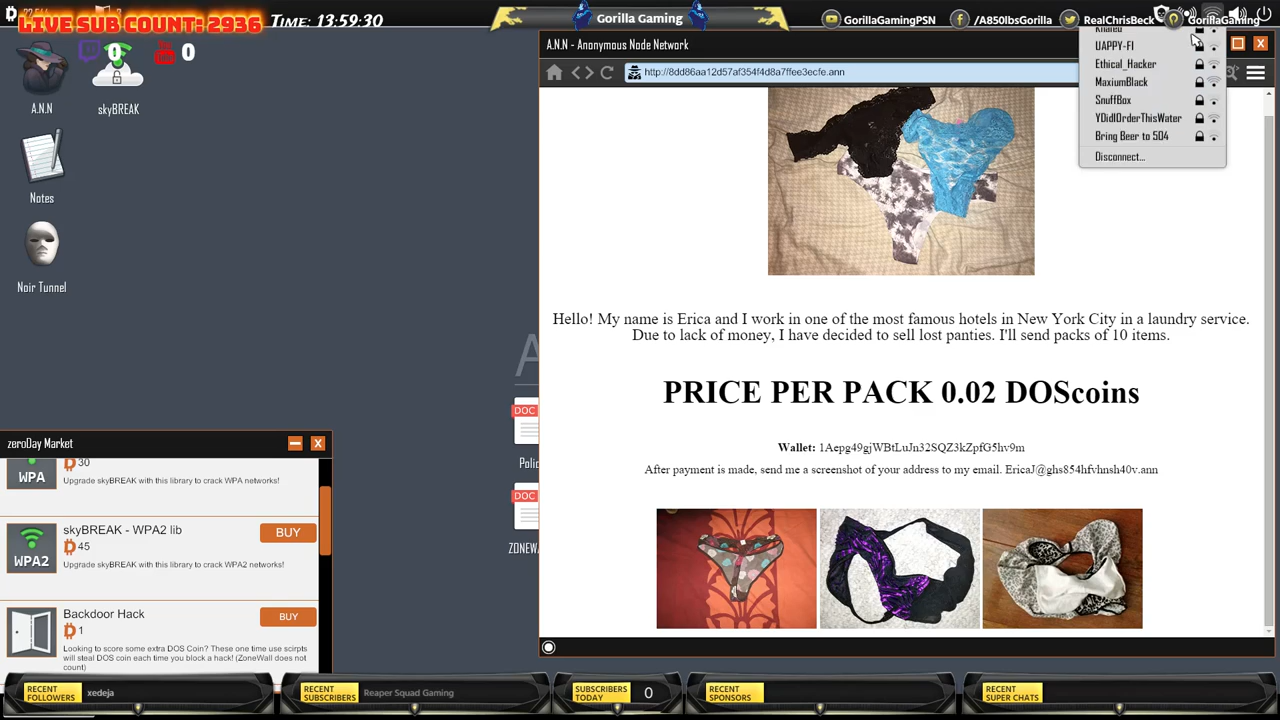 LIVE SUB COUNT: 2936
TIME: 13:59:30
Gorilla Gaming
GorillaGamingPSN
/A850lbsGorilla
RealChrisBeck
GorillaGaming
0
0
A.N.N
skyBREAK
Notes
Noir Tunnel
A.N.N - Anonymous Node Network
http://8dd86aa12d57af354f4d8a7ffee3ecfe.ann
UAPPY-FI
Ethical_Hacker
MaxiumBlack
SnuffBox
YDidIOrderThisWater
Bring Beer to 504
Disconnect...
Hello! My name is Erica and I work in one of the most famous hotels in New York City in a laundry service.
Due to lack of money, I have decided to sell lost panties. I'll send packs of 10 items.
PRICE PER PACK 0.02 DOScoins
Wallet: 1Aepg49gjWBtLuJn32SQZ3kZpfG5hv9m
After payment is made, send me a screenshot of your address to my email. EricaJ@ghs854hfvhnsh40v.ann
DOC
DOC
zeroDay Market
WPA
30
Upgrade skyBREAK with this library to crack WPA networks!
WPA2
skyBREAK - WPA2 lib
BUY
45
Upgrade skyBREAK with this library to crack WPA2 networks!
Backdoor Hack
BUY
1
Looking to score some extra DOS Coin? These one time use scirpts
will steal DOS coin each time you block a hack! (ZoneWall does not
count)
RECENT FOLLOWERS
xedeja
RECENT SUBSCRIBERS
Reaper Squad Gaming
SUBSCRIBERS TODAY
0
RECENT SPONSORS
RECENT SUPER CHATS